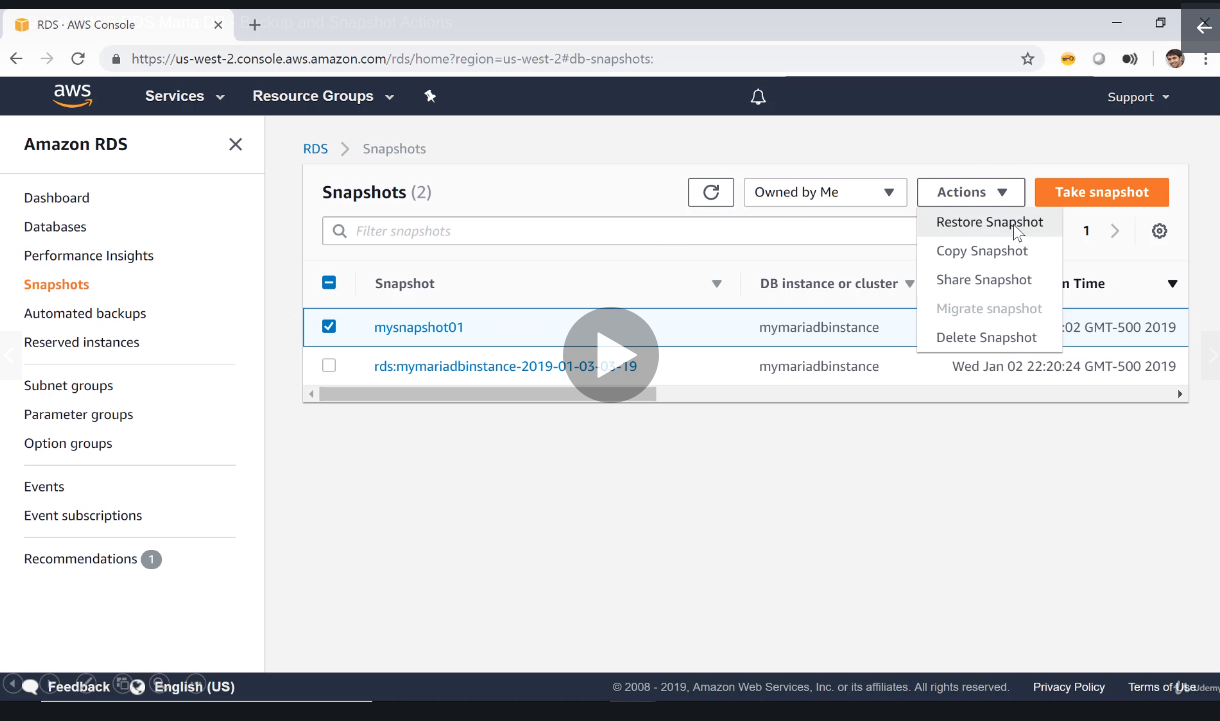 RDS · AWS Console
https://us-west-2.console.aws.amazon.com/rds/home?region=us-west-2#db-snapshots:
aws
Services
Resource Groups
Support
Amazon RDS
Dashboard
Databases
Performance Insights
Snapshots
Automated backups
Reserved instances
Subnet groups
Parameter groups
Option groups
Events
Event subscriptions
Recommendations 1
RDS > Snapshots
Snapshots (2)
Owned by Me
Actions
Take snapshot
Filter snapshots
1
Restore Snapshot
Copy Snapshot
Share Snapshot
Migrate snapshot
Delete Snapshot
Snapshot
DB instance or cluster
n Time
mysnapshot01
mymariadbinstance
:02 GMT-500 2019
rds:mymariadbinstance-2019-01-03-03-19
mymariadbinstance
Wed Jan 02 22:20:24 GMT-500 2019
Feedback
English (US)
© 2008 - 2019, Amazon Web Services, Inc. or its affiliates. All rights reserved.
Privacy Policy
Terms of Use
Udemy